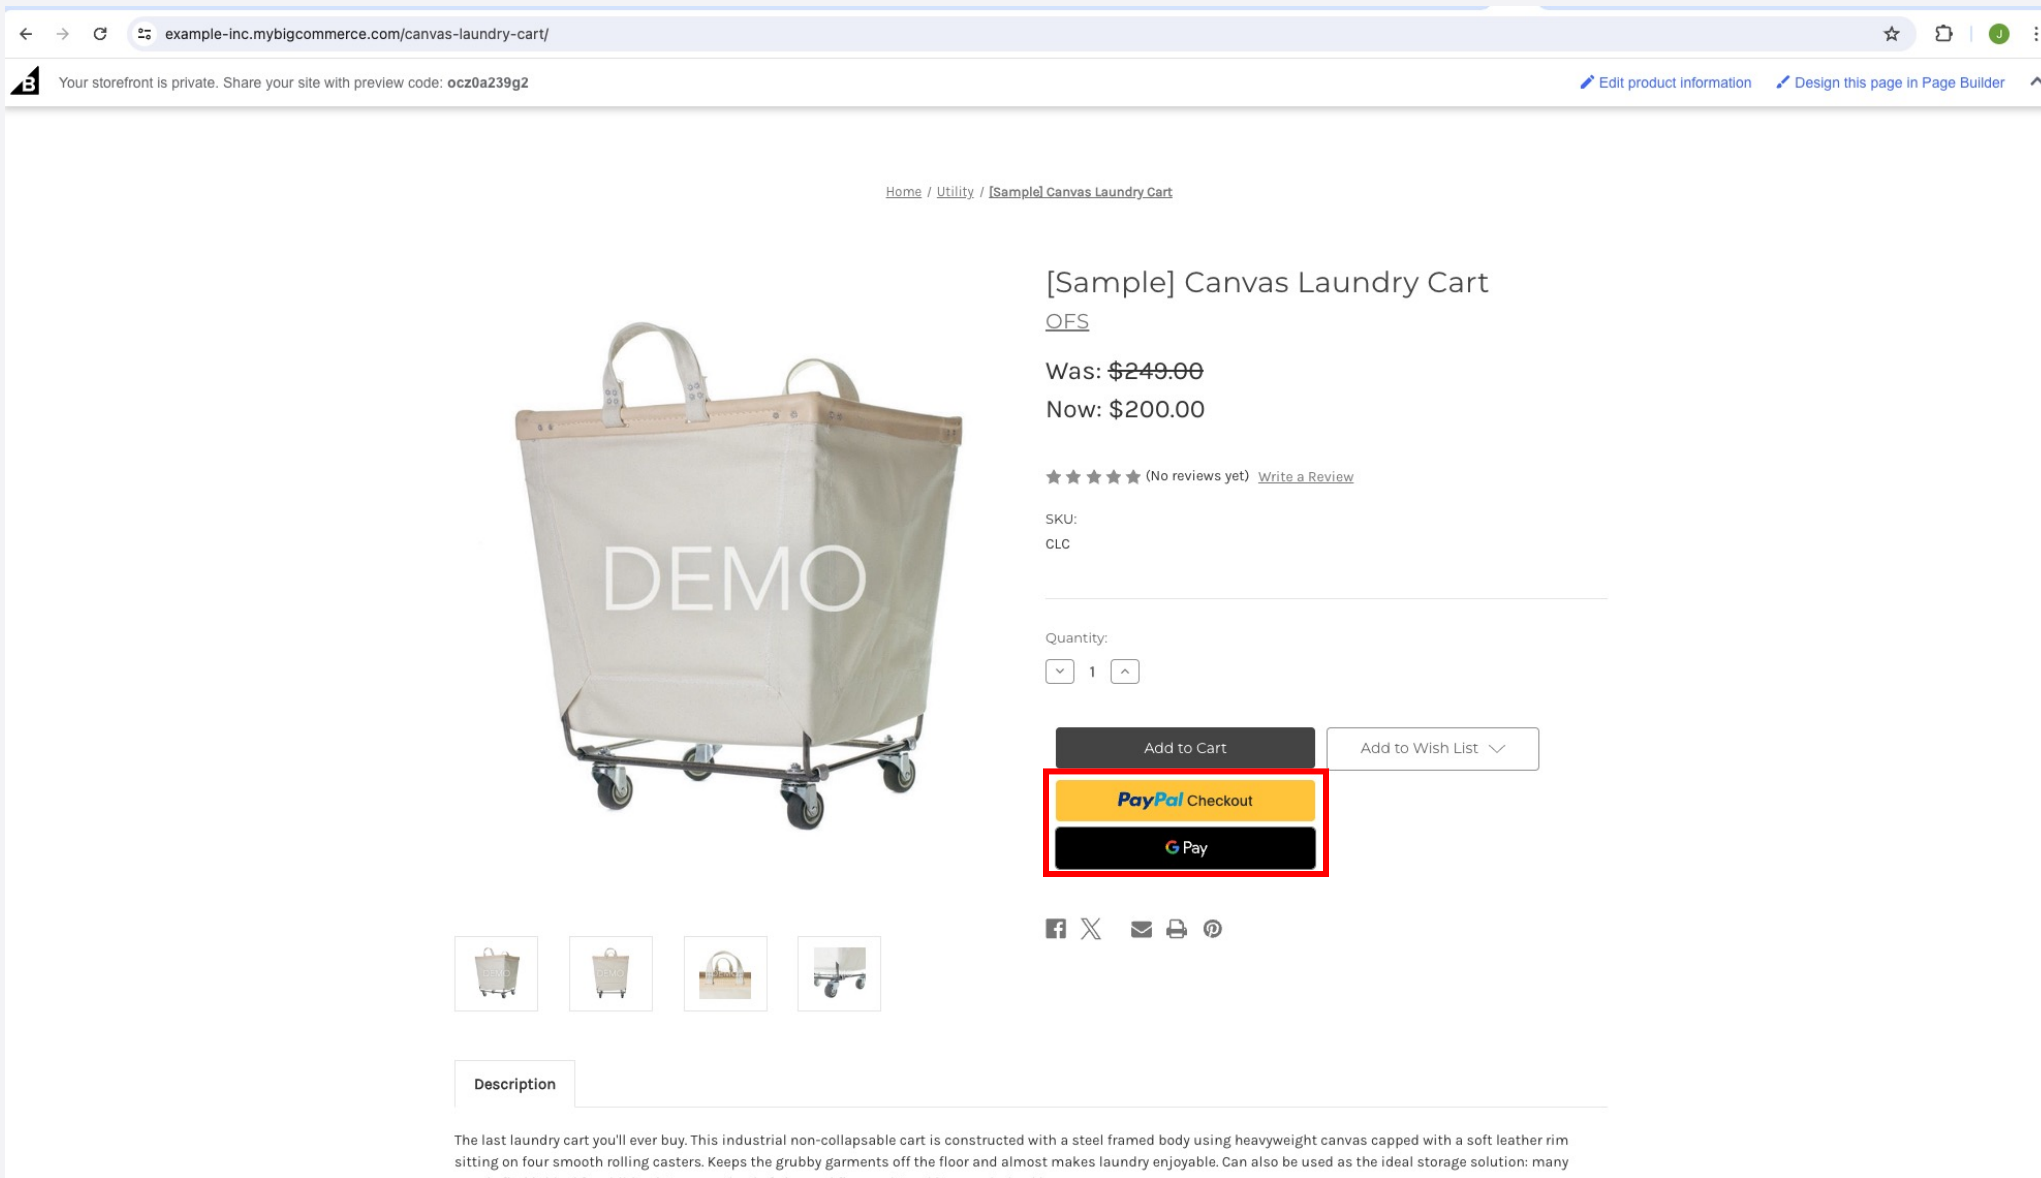 example-inc.mybigcommerce.com/canvas-laundry-cart/
J
B
Your storefront is private. Share your site with preview code: ocz0a239g2
Edit product information
Design this page in Page Builder
Home / Utility / [Sample] Canvas Laundry Cart
[Sample] Canvas Laundry Cart
OFS
Was: $249.00
Now: $200.00
(No reviews yet) Write a Review
SKU:
CLC
Quantity:
1
Add to Cart
Add to Wish List
PayPal Checkout
G Pay
DEMO
DEMO
DEMO
Description
The last laundry cart you'll ever buy. This industrial non-collapsable cart is constructed with a steel framed body using heavyweight canvas capped with a soft leather rim
sitting on four smooth rolling casters. Keeps the grubby garments off the floor and almost makes laundry enjoyable. Can also be used as the ideal storage solution: many